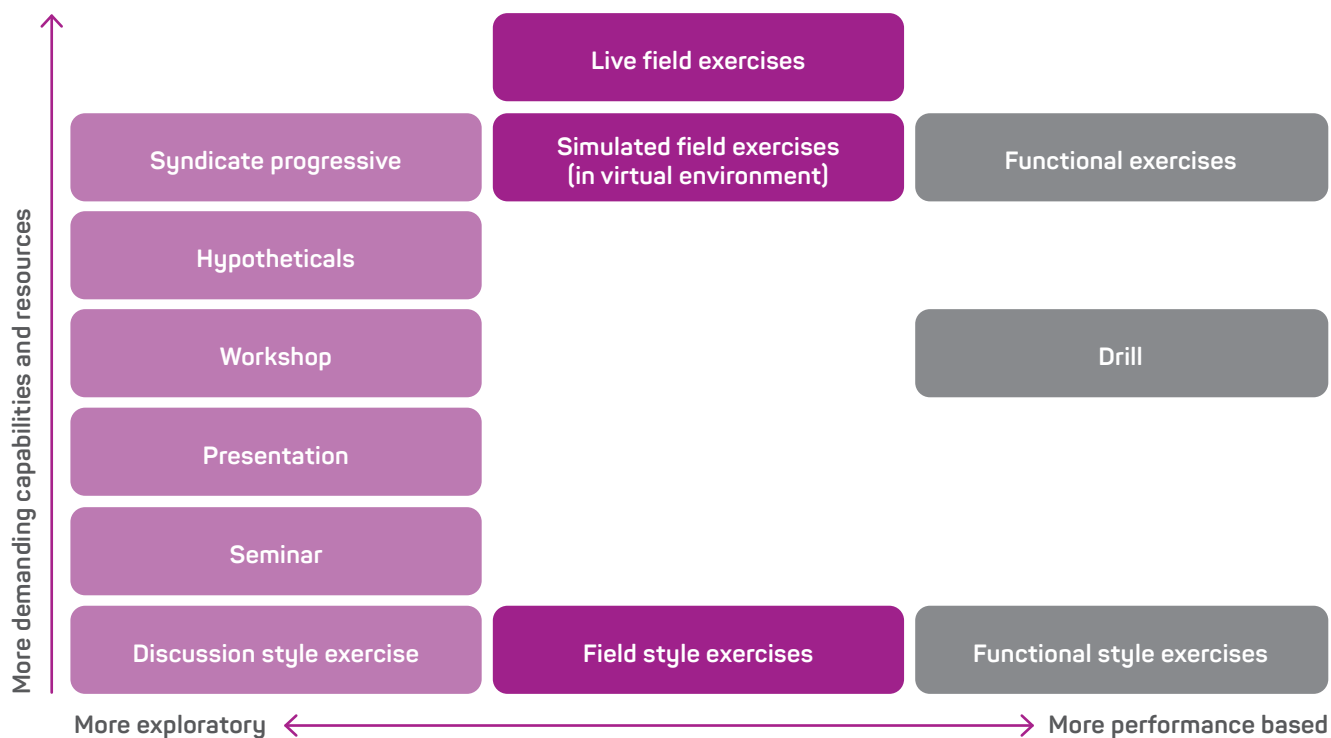 More demanding capabilities and resources
Live field exercises
Syndicate progressive
Simulated field exercises
(in virtual environment)
Functional exercises
Hypotheticals
Workshop
Drill
Presentation
Seminar
Discussion style exercise
Field style exercises
Functional style exercises
More exploratory
More performance based